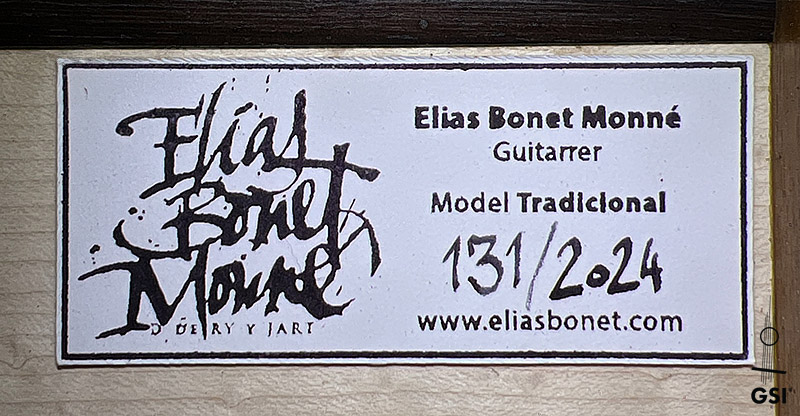 Elias
Bonet
Monné
Elias Bonet Monné
Guitarrer
Model Tradicional
131/2024
www.eliasbonet.com
GSI